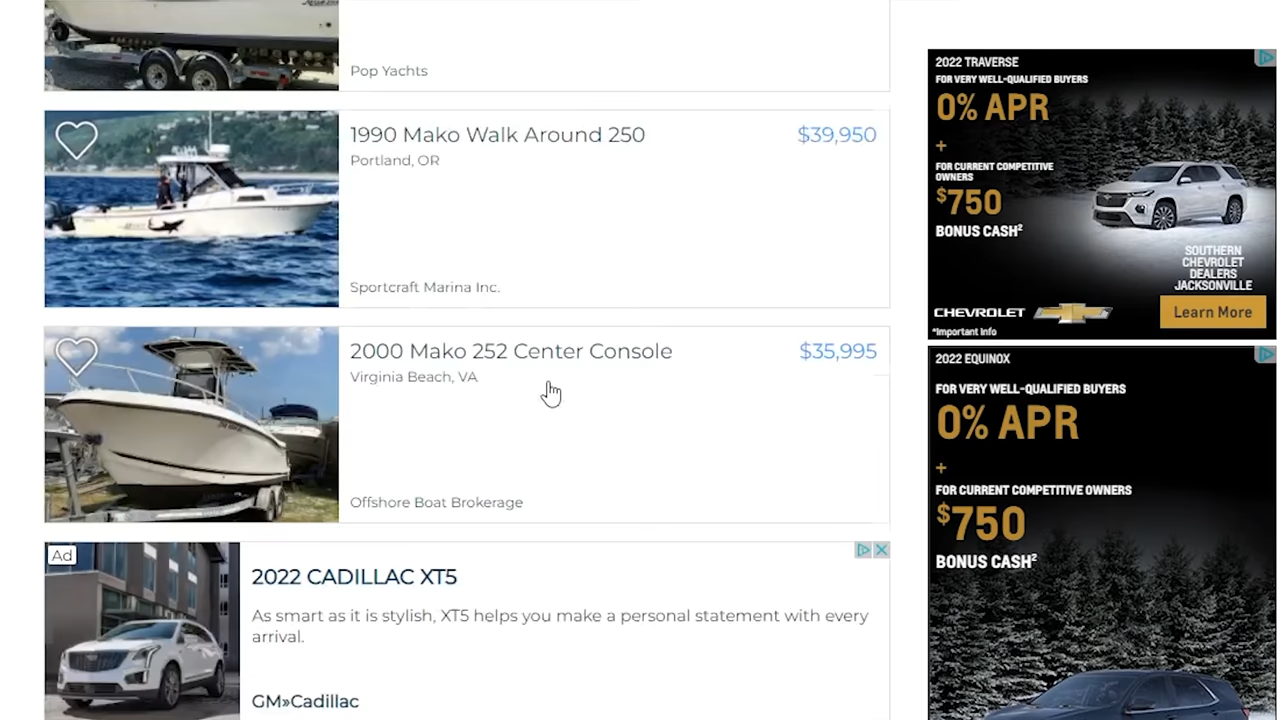 Pop Yachts
1990 Mako Walk Around 250
$39,950
Portland, OR
Sportcraft Marina Inc.
2000 Mako 252 Center Console
$35,995
Virginia Beach, VA
Offshore Boat Brokerage
Ad
2022 CADILLAC XT5
As smart as it is stylish, XT5 helps you make a personal statement with every
arrival.
GM»Cadillac
2022 TRAVERSE
FOR VERY WELL-QUALIFIED BUYERS
0% APR
+
FOR CURRENT COMPETITIVE
OWNERS
$750
BONUS CASH²
SOUTHERN
CHEVROLET
DEALERS
JACKSONVILLE
CHEVROLET
Learn More
*Important Info
2022 EQUINOX
FOR VERY WELL-QUALIFIED BUYERS
0% APR
+
FOR CURRENT COMPETITIVE OWNERS
$750
BONUS CASH²